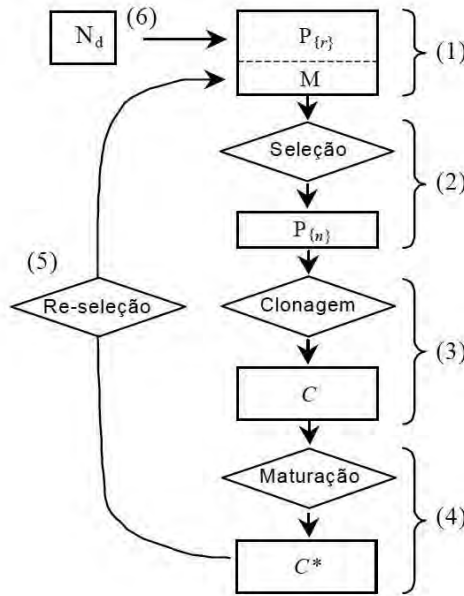 N_d
(6)
P_{r}
M
(1)
Seleção
(2)
P_{n}
(5)
Re-seleção
Clonagem
(3)
C
Maturação
(4)
C*